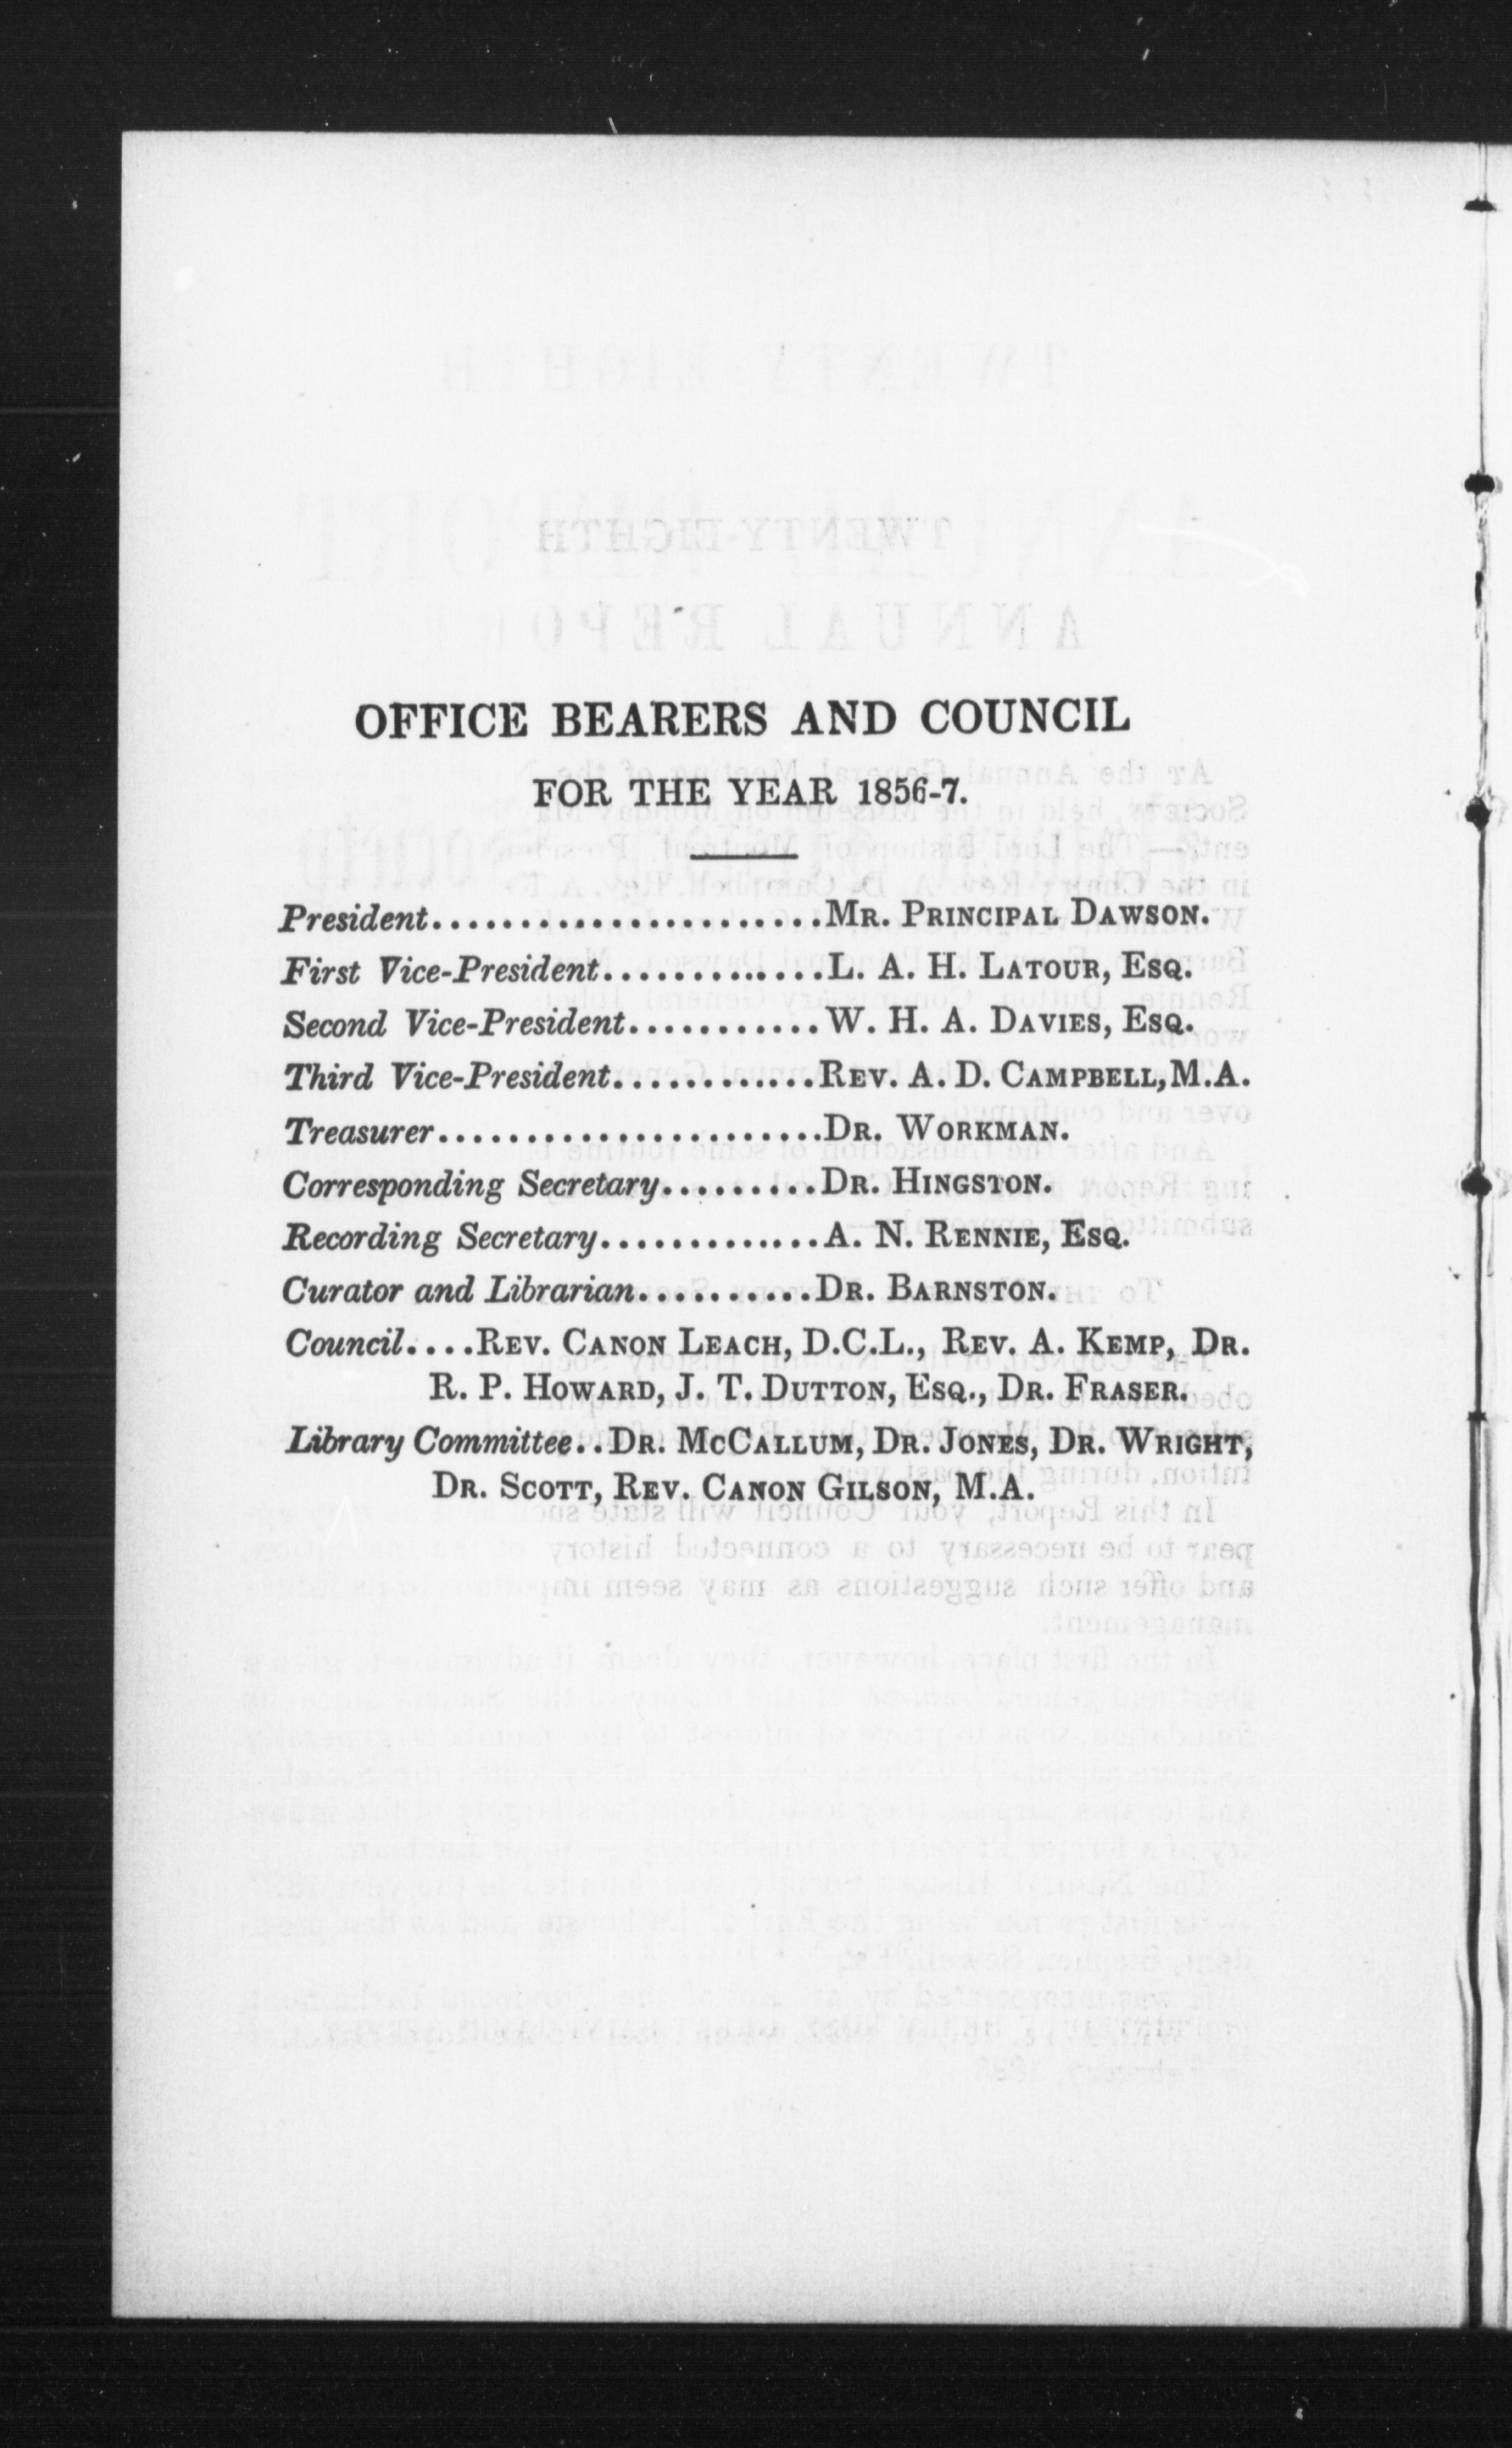 OFFICE BEARERS AND COUNCIL
FOR THE YEAR 1856-7.
President.......................MR. PRINCIPAL DAWSON.
First Vice-President.............L. A. H. LATOUR, ESQ.
Second Vice-President...........W. H. A. DAVIES, ESQ.
Third Vice-President............REV. A. D. CAMPBELL, M.A.
Treasurer.......................DR. WORKMAN.
Corresponding Secretary.........DR. HINGSTON.
Recording Secretary.............A. N. RENNIE, ESQ.
Curator and Librarian..........DR. BARNSTON.
Council....REV. CANON LEACH, D.C.L., REV. A. KEMP, DR.
R. P. HOWARD, J. T. DUTTON, ESQ., DR. FRASER.
Library Committee..DR. MCCALLUM, DR. JONES, DR. WRIGHT,
DR. SCOTT, REV. CANON GILSON, M.A.